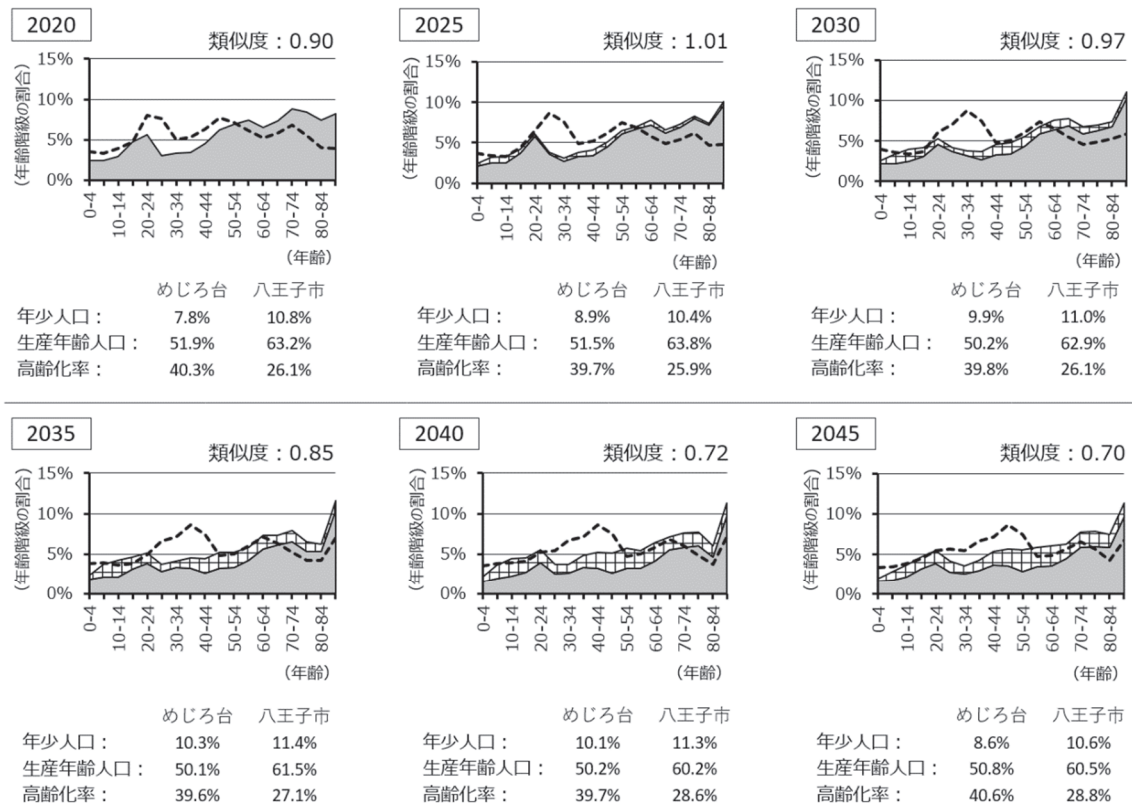 2020
類似度：0.90
15%
10%
5%
0%
（年齢階級の割合）
0-4
10-14
20-24
30-34
40-44
50-54
60-64
70-74
80-84
（年齢）
めじろ台 八王子市
年少人口： 7.8% 10.8%
生産年齢人口： 51.9% 63.2%
高齢化率： 40.3% 26.1%
2025
類似度：1.01
15%
10%
5%
0%
（年齢階級の割合）
0-4
10-14
20-24
30-34
40-44
50-54
60-64
70-74
80-84
（年齢）
めじろ台 八王子市
年少人口： 8.9% 10.4%
生産年齢人口： 51.5% 63.8%
高齢化率： 39.7% 25.9%
2030
類似度：0.97
15%
10%
5%
0%
（年齢階級の割合）
0-4
10-14
20-24
30-34
40-44
50-54
60-64
70-74
80-84
（年齢）
めじろ台 八王子市
年少人口： 9.9% 11.0%
生産年齢人口： 50.2% 62.9%
高齢化率： 39.8% 26.1%
2035
類似度：0.85
15%
10%
5%
0%
（年齢階級の割合）
0-4
10-14
20-24
30-34
40-44
50-54
60-64
70-74
80-84
（年齢）
めじろ台 八王子市
年少人口： 10.3% 11.4%
生産年齢人口： 50.1% 61.5%
高齢化率： 39.6% 27.1%
2040
類似度：0.72
15%
10%
5%
0%
（年齢階級の割合）
0-4
10-14
20-24
30-34
40-44
50-54
60-64
70-74
80-84
（年齢）
めじろ台 八王子市
年少人口： 10.1% 11.3%
生産年齢人口： 50.2% 60.2%
高齢化率： 39.7% 28.6%
2045
類似度：0.70
15%
10%
5%
0%
（年齢階級の割合）
0-4
10-14
20-24
30-34
40-44
50-54
60-64
70-74
80-84
（年齢）
めじろ台 八王子市
年少人口： 8.6% 10.6%
生産年齢人口： 50.8% 60.5%
高齢化率： 40.6% 28.8%